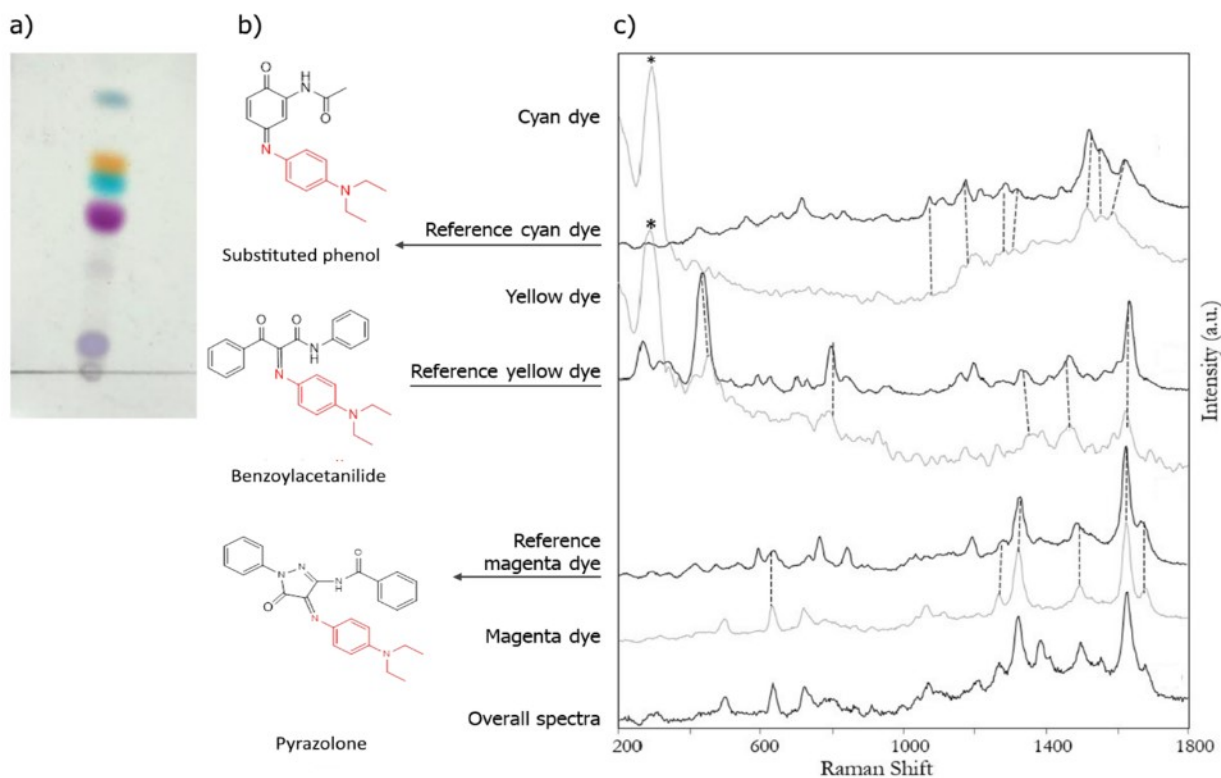 a)
b)
c)
O
H
N
O
N
N
Substituted phenol
O
O
N
H
N
N
Benzoylacetanilide
N
N
O
NH
O
N
N
Pyrazolone
Cyan dye
Reference cyan dye
Yellow dye
Reference yellow dye
Reference
magenta dye
Magenta dye
Overall spectra
*
*
Intensity (a.u.)
200
600
1000
1400
1800
Raman Shift